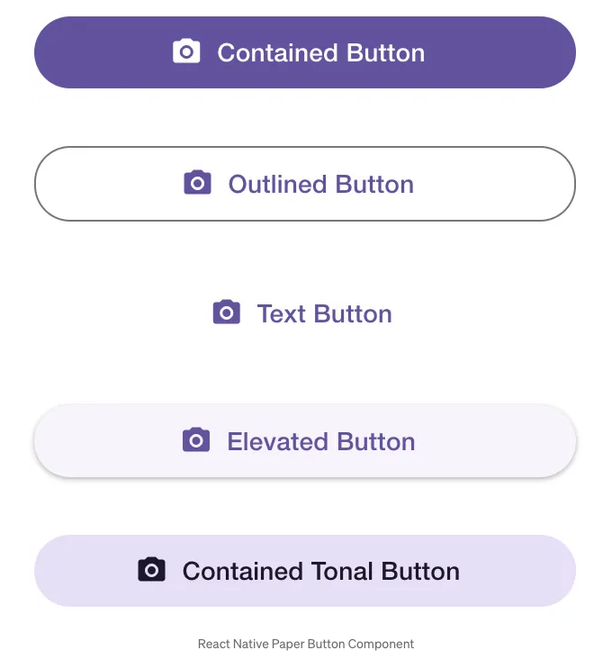 Contained Button
Outlined Button
Text Button
Elevated Button
Contained Tonal Button
React Native Paper Button Component